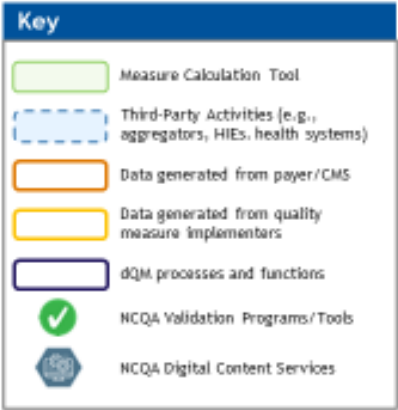 Key
Measure Calculation Tool
Third-Party Activities (e.g.,
aggregators, HIEs. health systems)
Data generated from payer/CMS
Data generated from quality
measure implementers
dQM processes and functions
NCQA Validation Programs/Tools
NCQA Digital Content Services